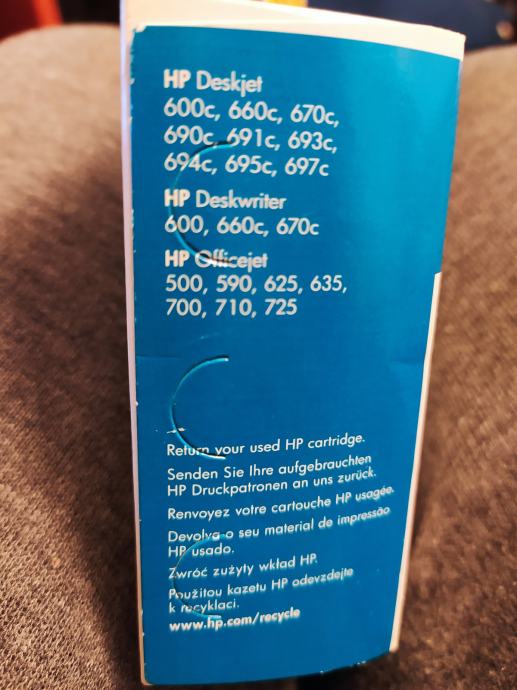 HP Deskjet
600c, 660c, 670c,
690c, 691c, 693c,
694c, 695c, 697c
HP Deskwriter
600, 660c, 670c
HP Officejet
500, 590, 625, 635,
700, 710, 725
Return your used HP cartridge.
Senden Sie Ihre aufgebrauchten
HP Druckpatronen an uns zurück.
Renvoyez votre cartouche HP usagée.
Devolva o seu material de impressão
HP usado.
Zwróć zużyty wkład HP.
Použitou kazetu HP odevzdejte
k recyklaci.
www.hp.com/recycle